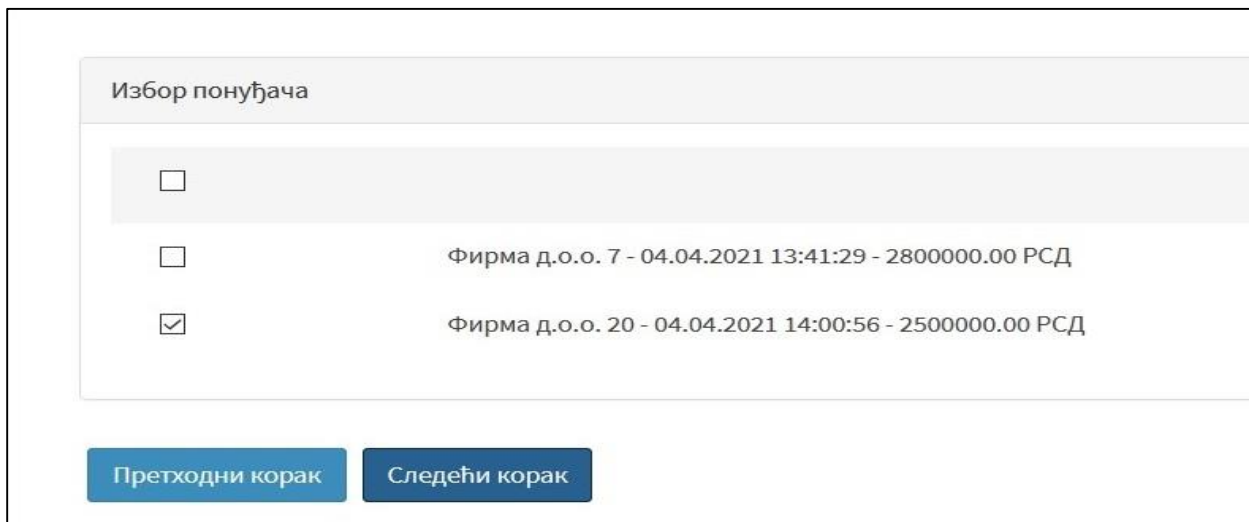 Избор понуђача
Фирма д.о.о. 7 - 04.04.2021 13:41:29 - 2800000.00 РСД
Фирма д.о.о. 20 - 04.04.2021 14:00:56 - 2500000.00 РСД
Претходни корак Следећи корак